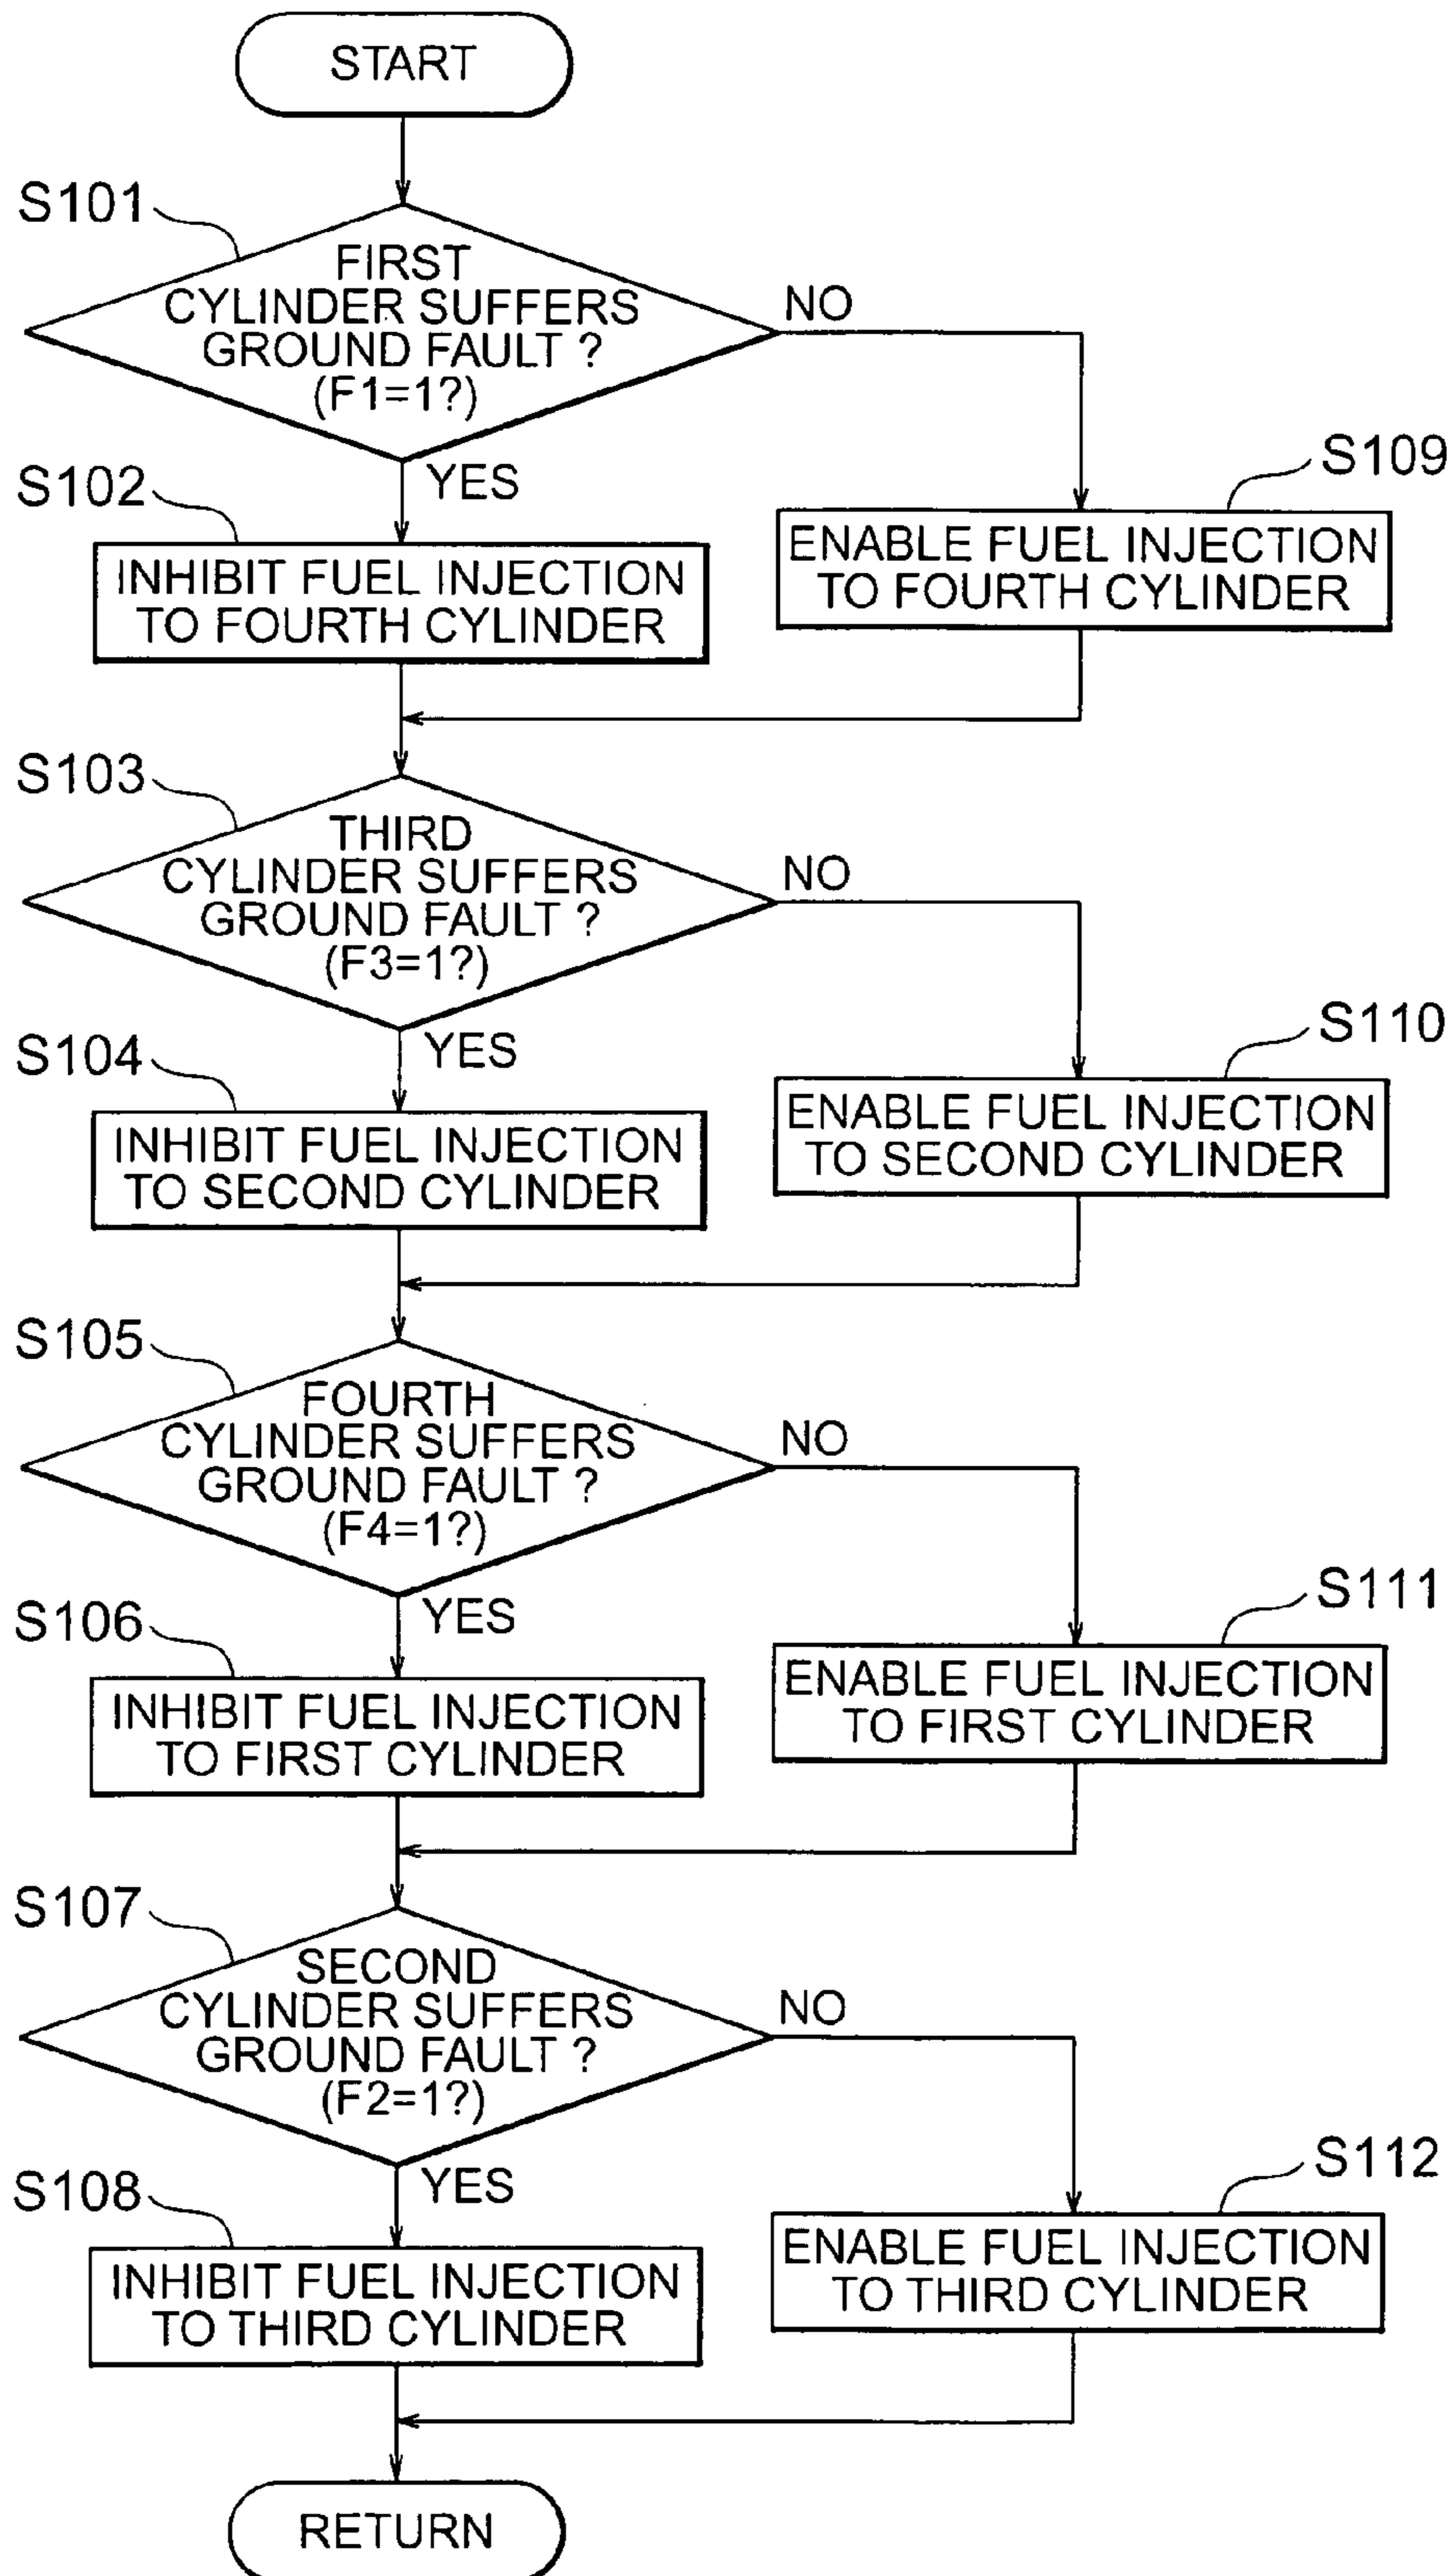 START
S101
FIRST
CYLINDER SUFFERS
GROUND FAULT ?
(F1=1?)
NO
YES
S102
INHIBIT FUEL INJECTION
TO FOURTH CYLINDER
S109
ENABLE FUEL INJECTION
TO FOURTH CYLINDER
S103
THIRD
CYLINDER SUFFERS
GROUND FAULT ?
(F3=1?)
NO
YES
S104
INHIBIT FUEL INJECTION
TO SECOND CYLINDER
S110
ENABLE FUEL INJECTION
TO SECOND CYLINDER
S105
FOURTH
CYLINDER SUFFERS
GROUND FAULT ?
(F4=1?)
NO
YES
S106
INHIBIT FUEL INJECTION
TO FIRST CYLINDER
S111
ENABLE FUEL INJECTION
TO FIRST CYLINDER
S107
SECOND
CYLINDER SUFFERS
GROUND FAULT ?
(F2=1?)
NO
YES
S108
INHIBIT FUEL INJECTION
TO THIRD CYLINDER
S112
ENABLE FUEL INJECTION
TO THIRD CYLINDER
RETURN